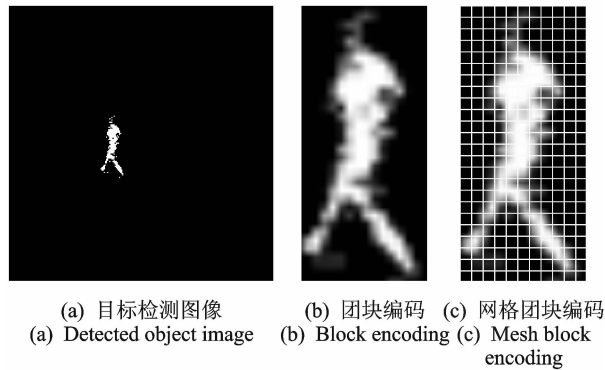 (a) 目标检测图像
(a) Detected object image
(b) 团块编码
(b) Block encoding
(c) 网格团块编码
(c) Mesh block
encoding